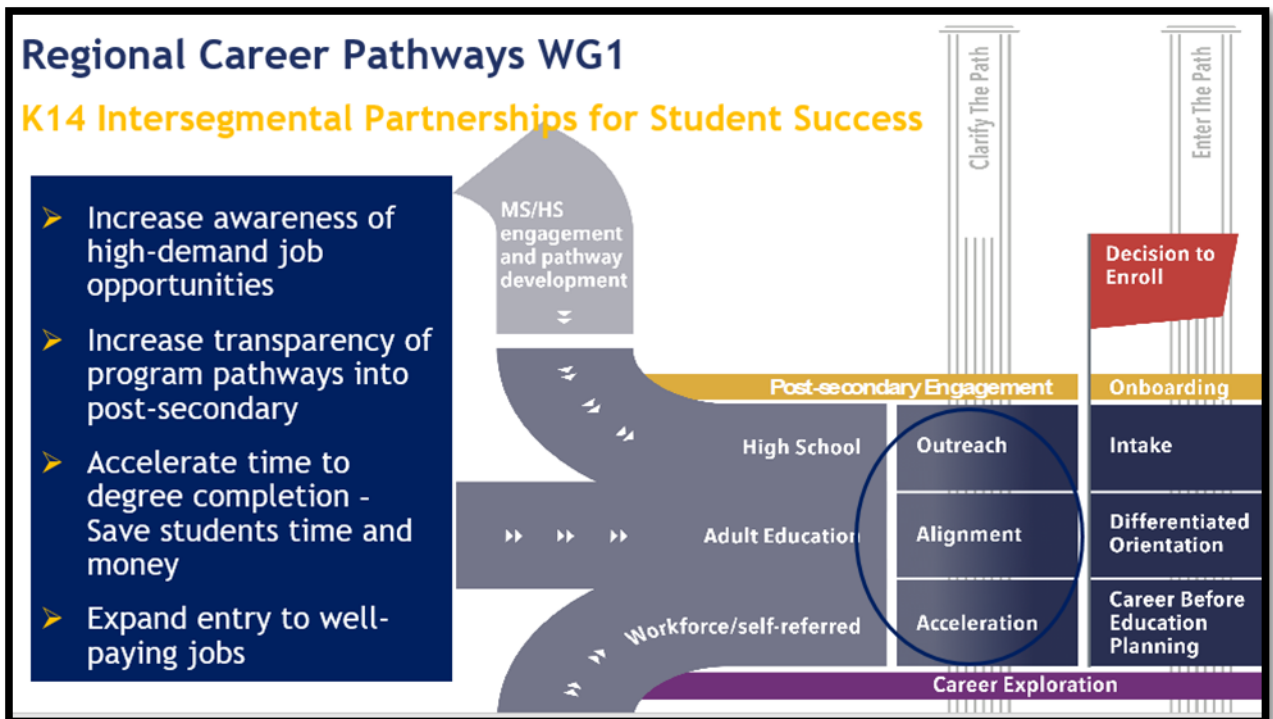 Regional Career Pathways WG1
K14 Intersegmental Partnerships for Student Success
Increase awareness of
high-demand job
opportunities
Increase transparency of
program pathways into
post-secondary
Accelerate time to
degree completion –
Save students time and
money
Expand entry to well-
paying jobs
MS/HS
engagement
and pathway
development
Clarify The Path
Enter The Path
Decision to
Enroll
Post-secondary Engagement
Onboarding
High School
Outreach
Intake
Adult Education
Alignment
Differentiated
Orientation
Workforce/self-referred
Acceleration
Career Before
Education
Planning
Career Exploration